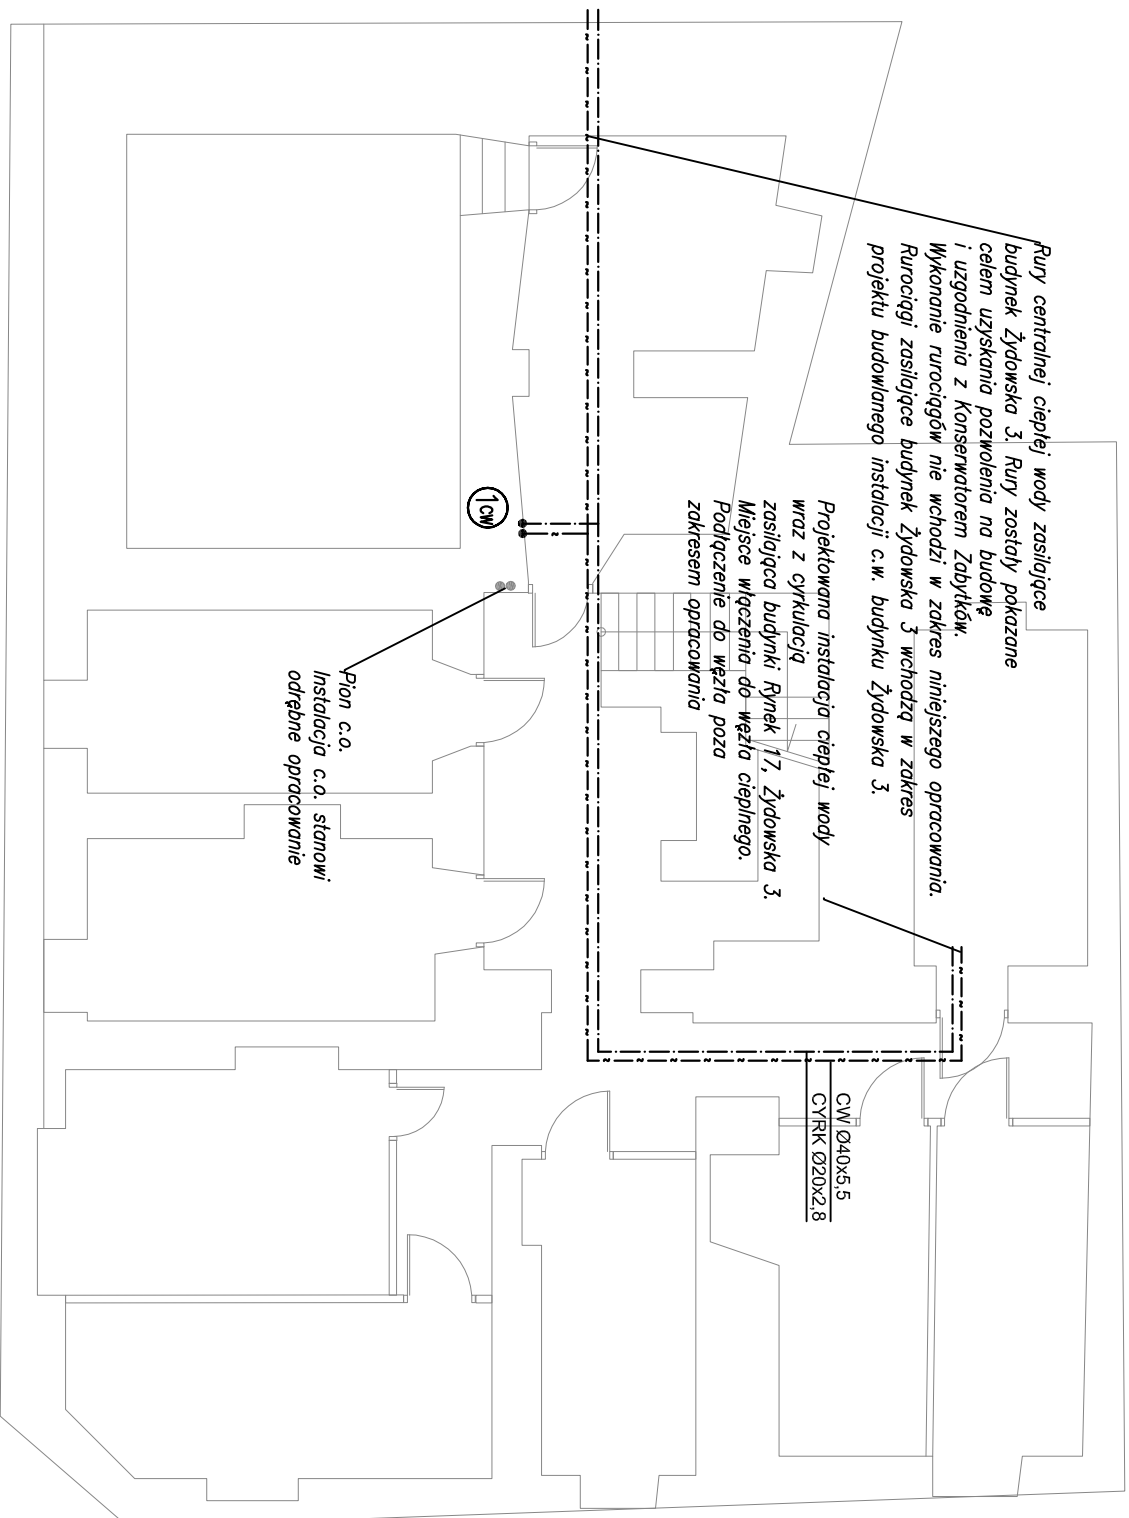 Rury centralnej ciepłej wody zasilające
budynek Żydowska 3. Rury zostały pokazane
celem uzyskania pozwolenia na budowę
i uzgodnienia z Konserwatorem Zabytków.
Wykonanie rurociągów nie wchodzi w zakres niniejszego opracowania.
Rurociągi zasilające budynek Żydowska 3 wchodzą w zakres
projektu budowlanego instalacji c.w. budynku Żydowska 3.
Projektowana instalacja ciepłej wody
wraz z cyrkulacją
zasilająca budynki Rynek 17, Żydowska 3.
Miejsce włączenia do węzła cieplnego.
Podłączenie do węzła poza
zakresem opracowania
1cw
Pion c.o.
Instalacja c.o. stanowi
odrębne opracowanie
CW Ø40x5,5
CYRK Ø20x2,8